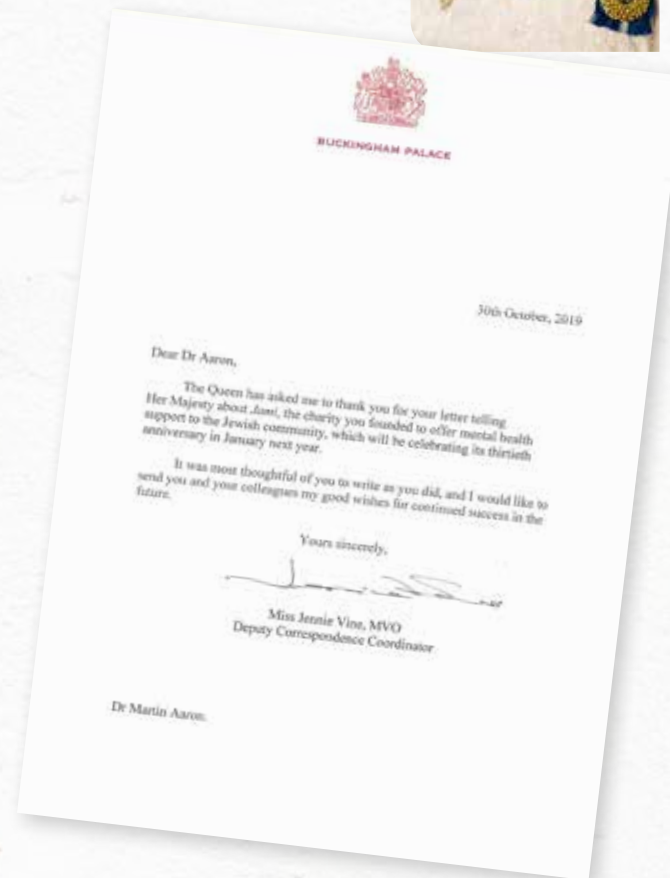 BUCKINGHAM PALACE
30th October, 2019
Dear Dr Aaron,
The Queen has asked me to thank you for your letter telling
Her Majesty about Jami, the charity you founded to offer mental health
support to the Jewish community, which will be celebrating its thirtieth
anniversary in January next year.
It was most thoughtful of you to write as you did, and I would like to
send you and your colleagues my good wishes for continued success in the
future.
Yours sincerely,
Miss Jennie Vine, MVO
Deputy Correspondence Coordinator
Dr Martin Aaron.